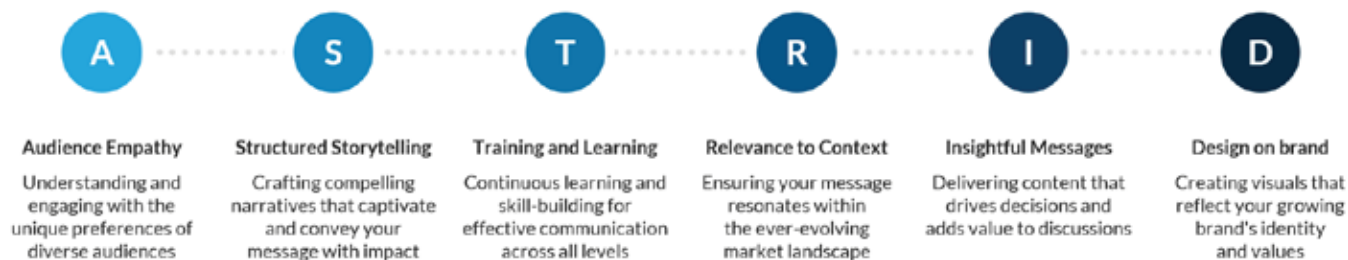 A
S
T
R
I
D
Audience Empathy
Understanding and
engaging with the
unique preferences of
diverse audiences
Structured Storytelling
Crafting compelling
narratives that captivate
and convey your
message with impact
Training and Learning
Continuous learning and
skill-building for
effective communication
across all levels
Relevance to Context
Ensuring your message
resonates within
the ever-evolving
market landscape
Insightful Messages
Delivering content that
drives decisions and
adds value to discussions
Design on brand
Creating visuals that
reflect your growing
brand's identity
and values